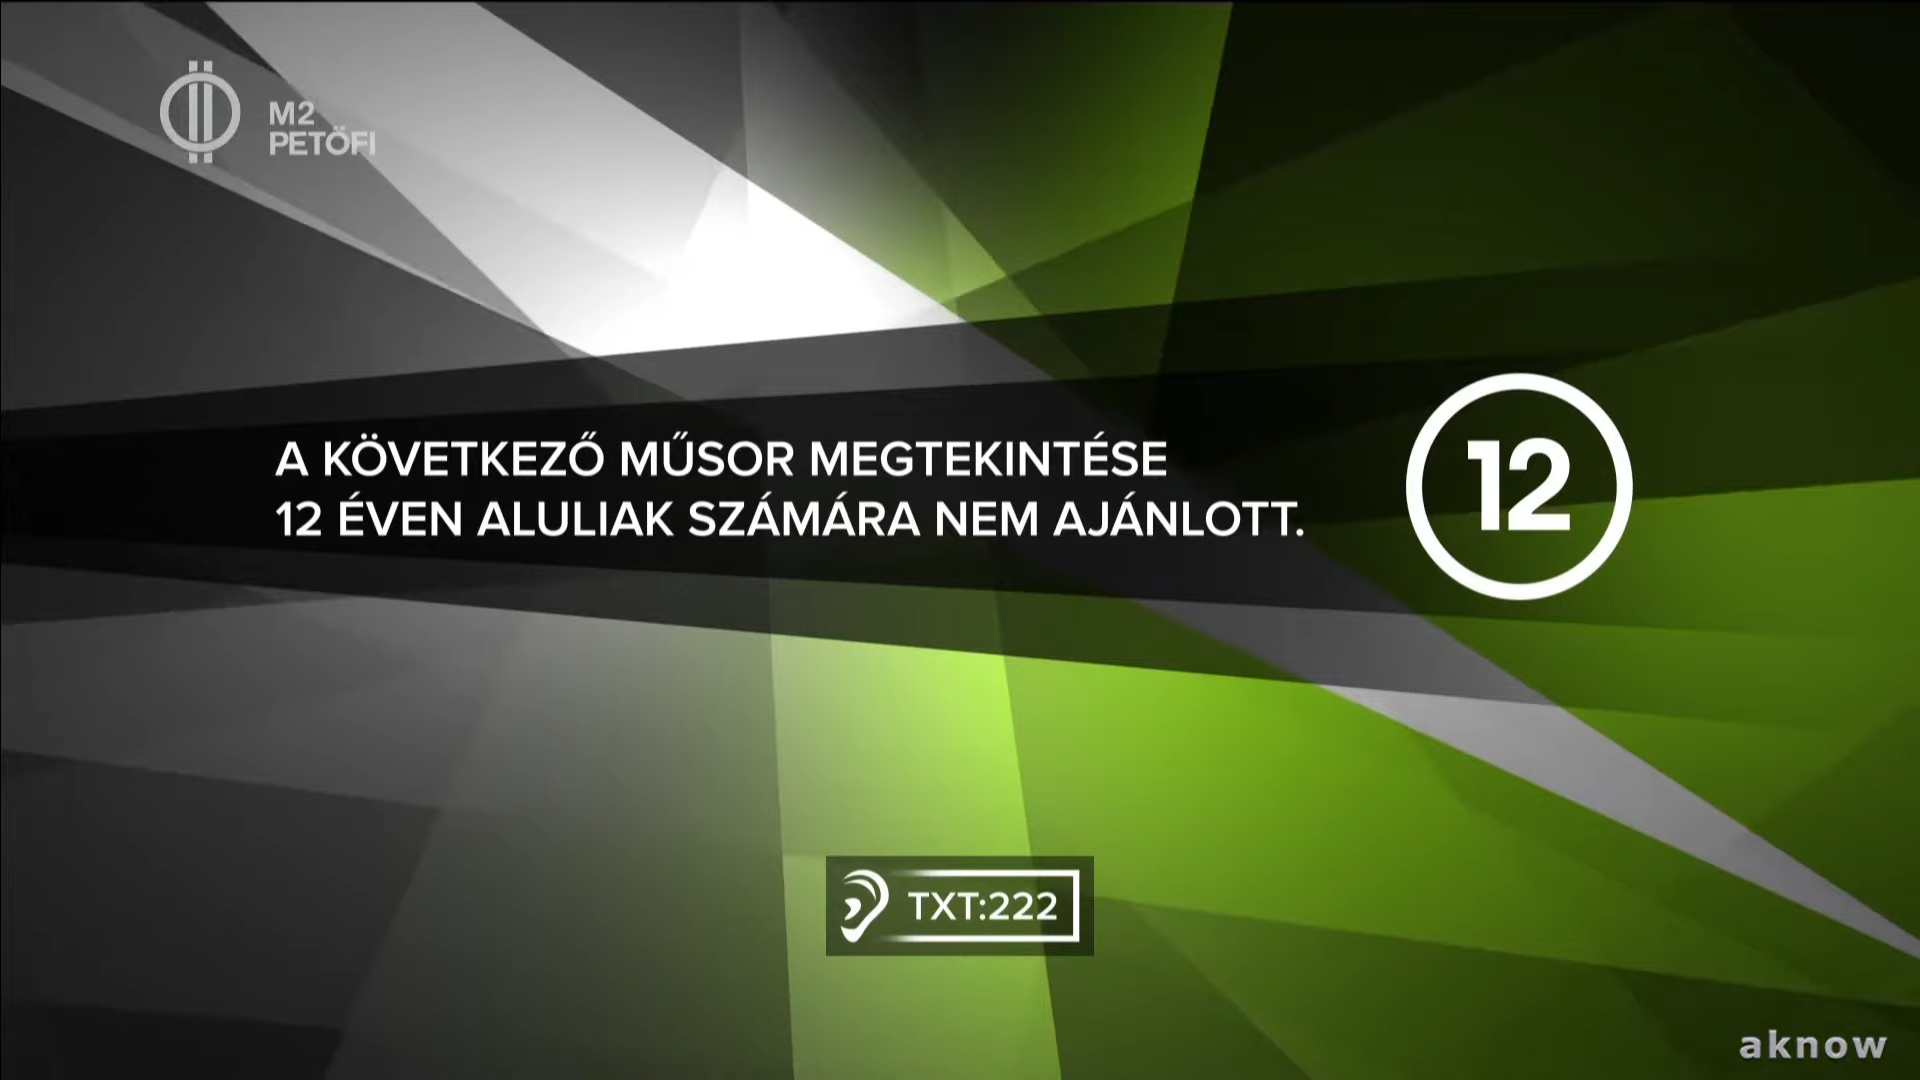 M2
PETŐFI
A KÖVETKEZŐ MŰSOR MEGTEKINTÉSE
12 ÉVEN ALULIAK SZÁMÁRA NEM AJÁNLOTT.
12
TXT:222
aknow